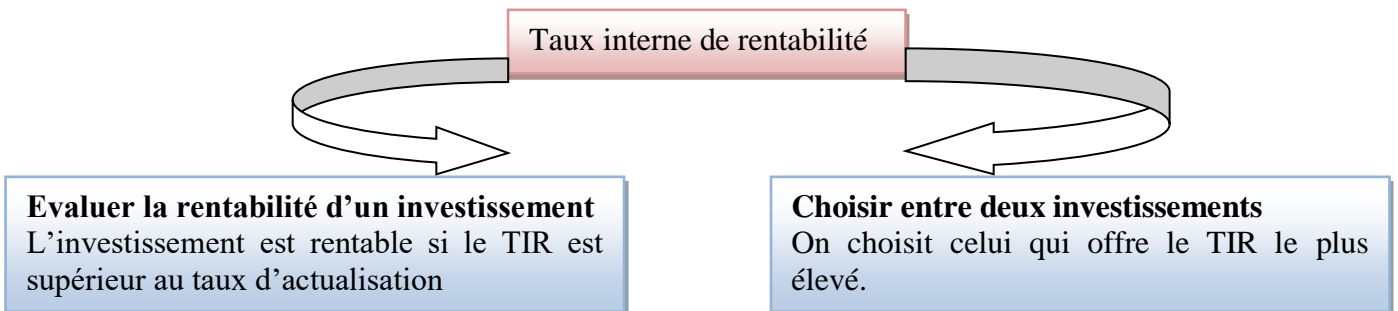 Taux interne de rentabilité
Evaluer la rentabilité d’un investissement
L’investissement est rentable si le TIR est
supérieur au taux d’actualisation
Choisir entre deux investissements
On choisit celui qui offre le TIR le plus
élevé.